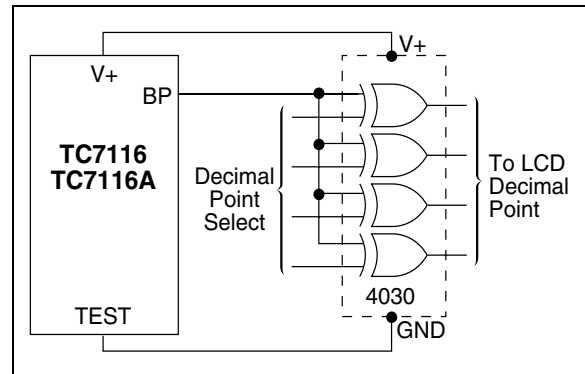 V+
V+
BP
TC7116
TC7116A
Decimal
Point
Select
To LCD
Decimal
Point
4030
TEST
GND